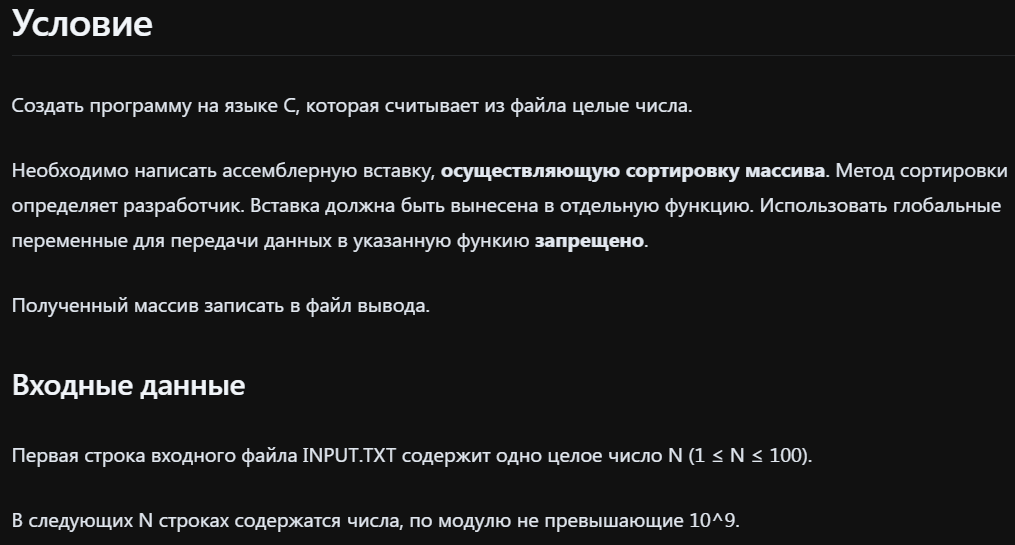 Условие
Создать программу на языке C, которая считывает из файла целые числа.
Необходимо написать ассемблерную вставку, осуществляющую сортировку массива. Метод сортировки
определяет разработчик. Вставка должна быть вынесена в отдельную функцию. Использовать глобальные
переменные для передачи данных в указанную функию запрещено.
Полученный массив записать в файл вывода.
Входные данные
Первая строка входного файла INPUT.TXT содержит одно целое число N (1 ≤ N ≤ 100).
В следующих N строках содержатся числа, по модулю не превышающие 10^9.